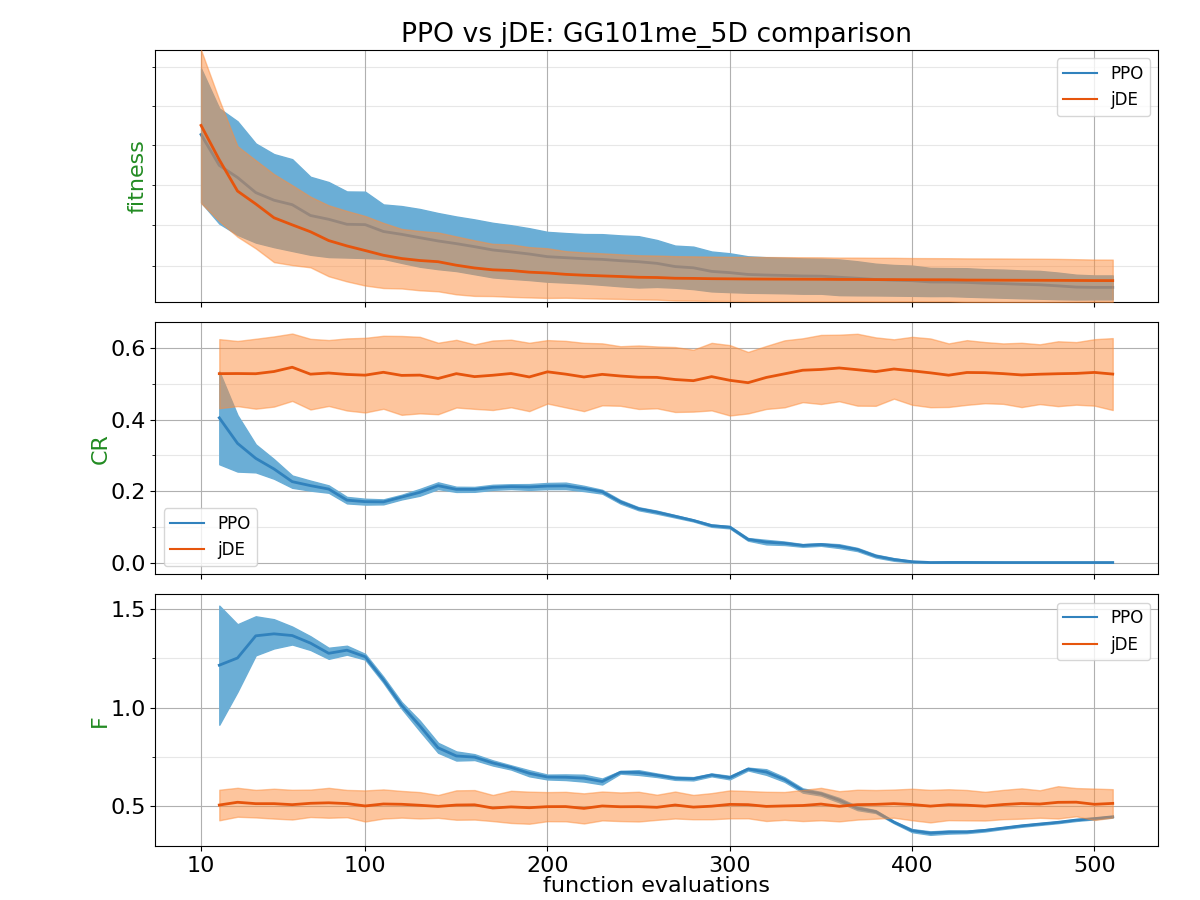 PPO vs jDE: GG101me_5D comparison
fitness
PPO
jDE
CR
0.6
0.4
0.2
0.0
PPO
jDE
F
1.5
1.0
0.5
PPO
jDE
10 100 200 300 400 500
function evaluations